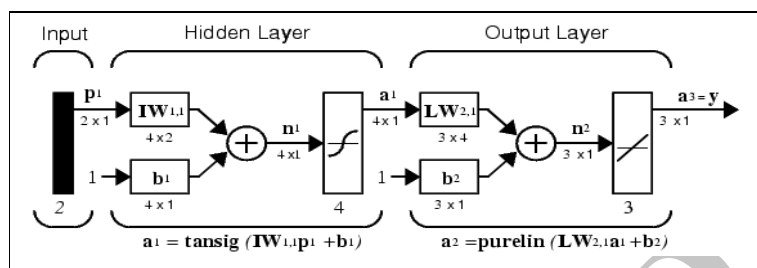 Input Hidden Layer Output Layer
p1 a1 a3 = y
IW1,1 LW2,1
2 x 1 n1 4 x 1 n2 3 x 1
4 x 2 3 x 4
4 x 1 3 x 1
1 b1 1 b2
4 x 1 3 x 1
2 4 3
a1 = tansig (IW1,1p1 +b1) a2 =purelin (LW2,1a1 +b2)